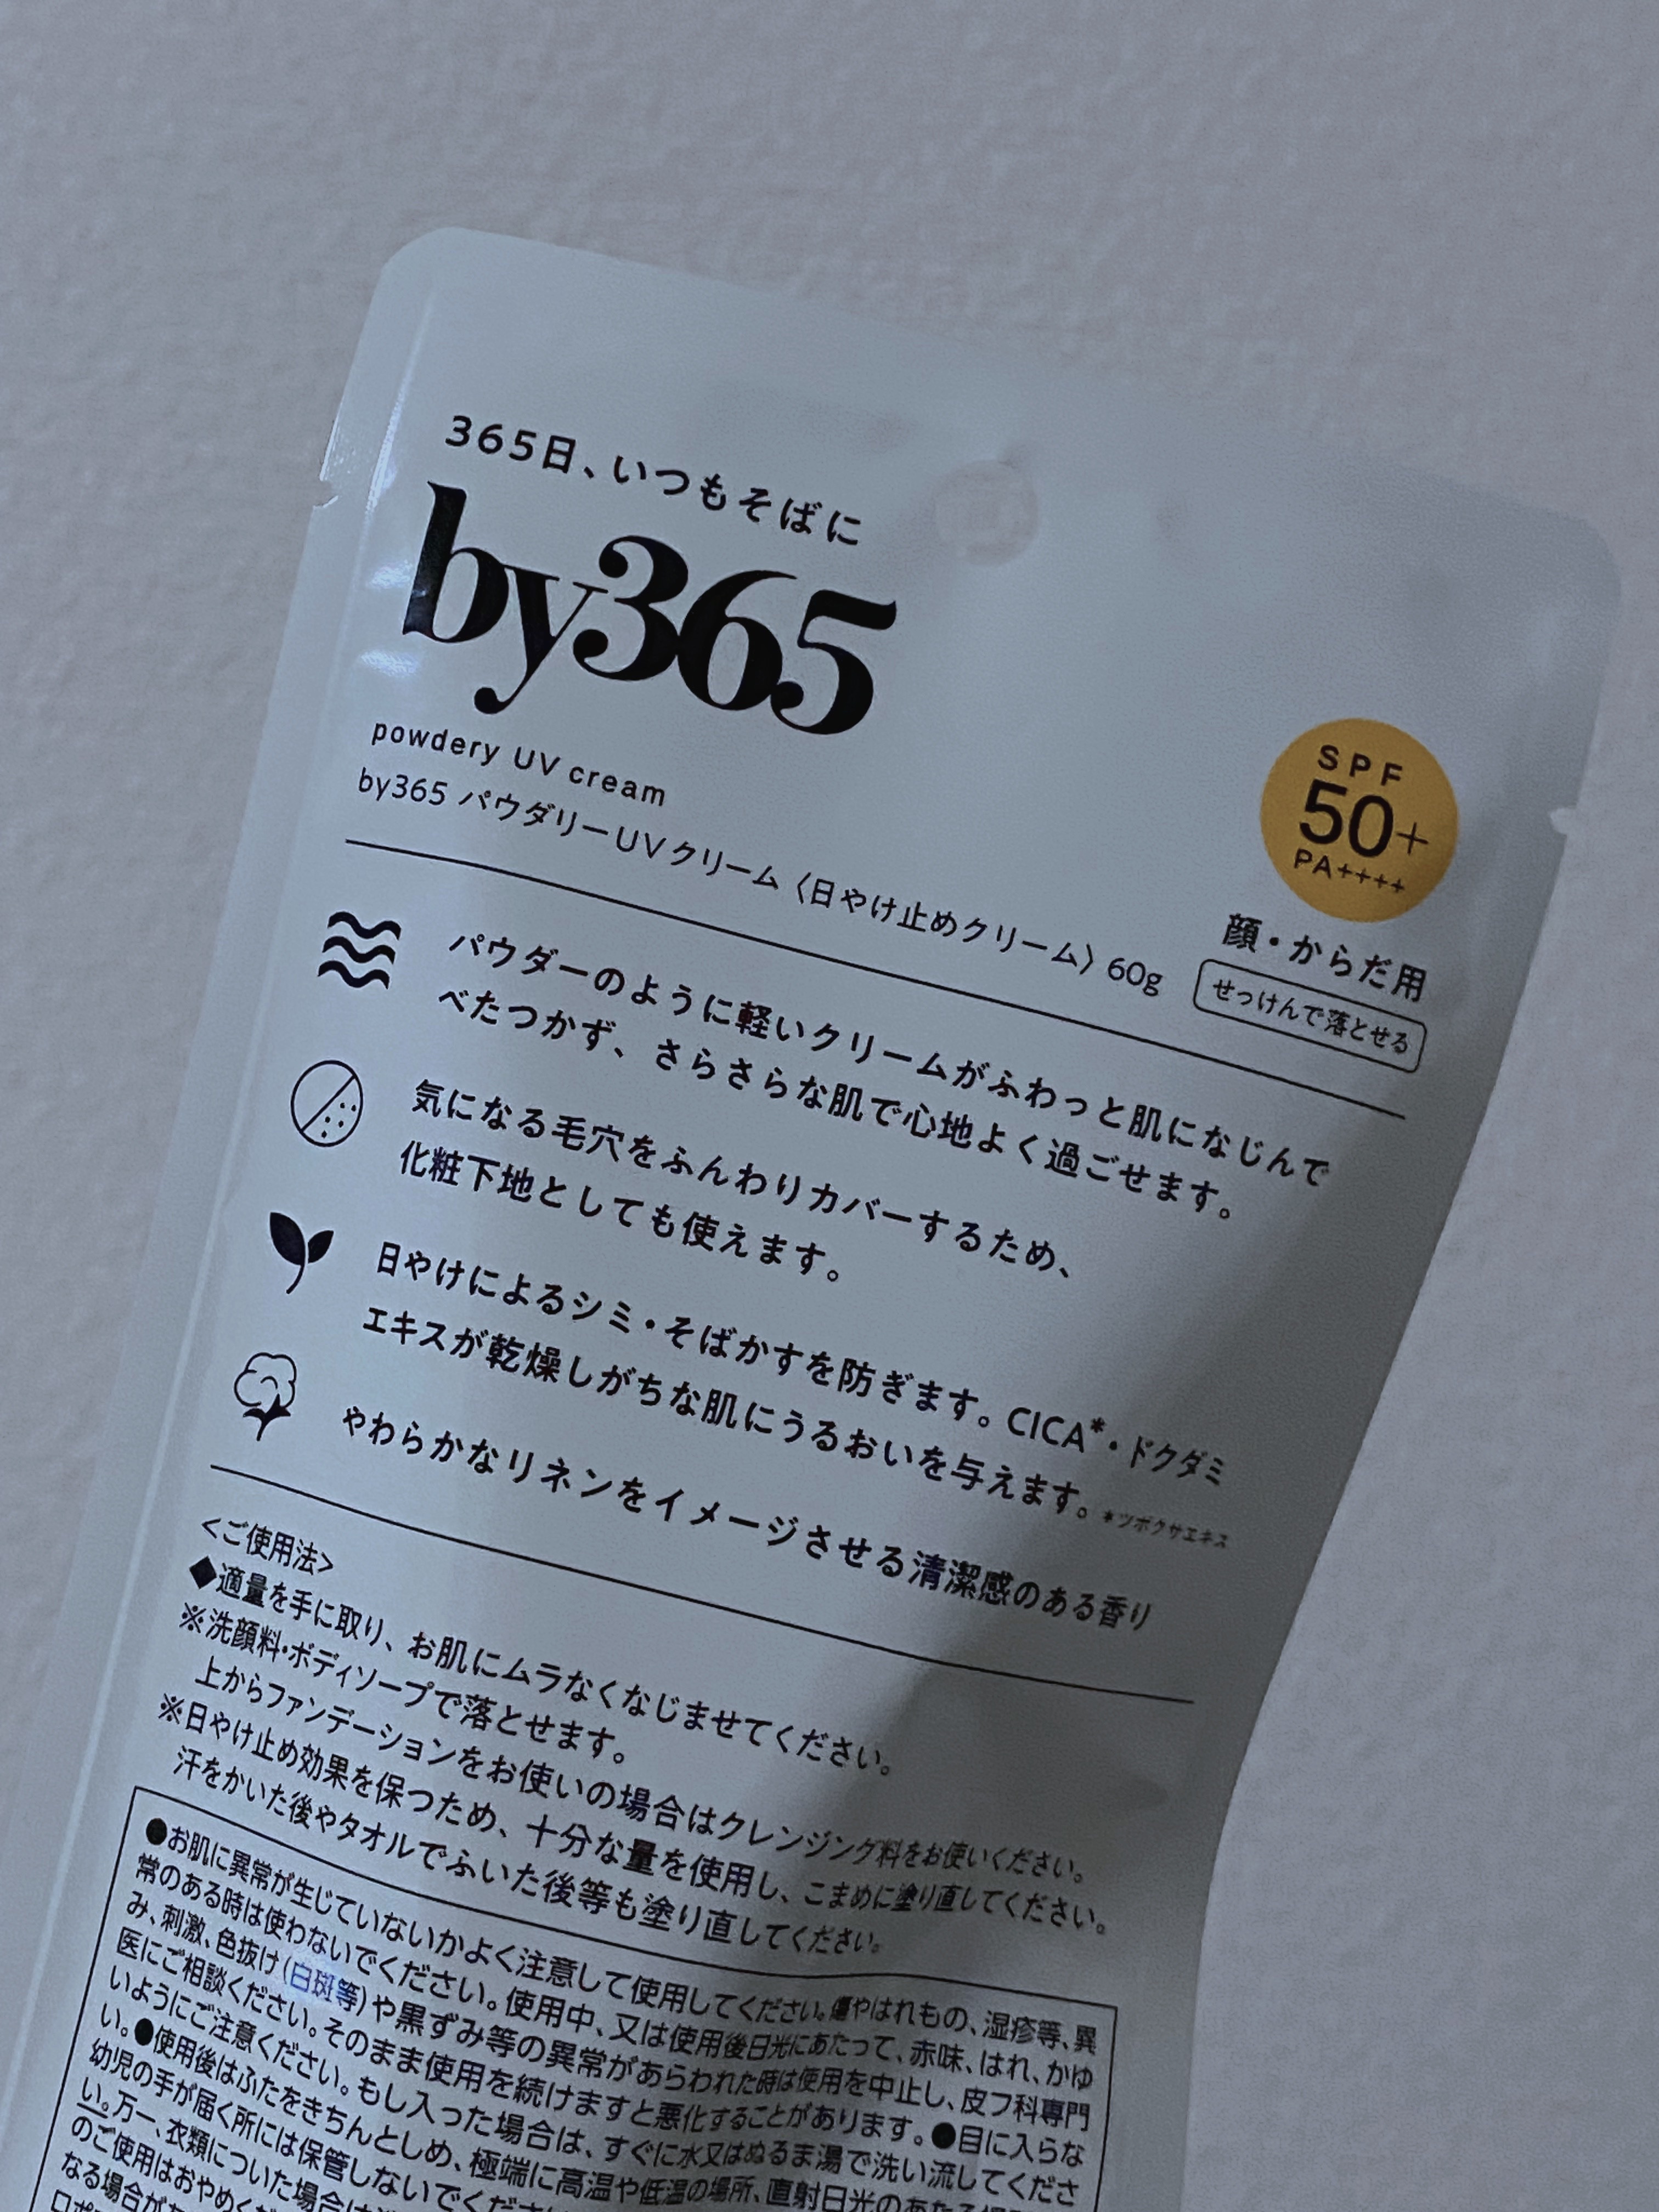 365日、いつもそばに
by365
powdery UV cream
by365 パウダリーUVクリーム〈日やけ止めクリーム〉60g
SPF
50+
PA++++
顔・からだ用
せっけんで落とせる
パウダーのように軽いクリームがふわっと肌になじんで
べたつかず、さらさらな肌で心地よく過ごせます。
気になる毛穴をふんわりカバーするため、
化粧下地としても使えます。
日やけによるシミ・そばかすを防ぎます。CICA*・ドクダミ
エキスが乾燥しがちな肌にうるおいを与えます。*ツボクサエキス
やわらかなリネンをイメージさせる清潔感のある香り
<ご使用法>
◆適量を手に取り、お肌にムラなくなじませてください。
※洗顔料・ボディソープで落とせます。
上からファンデーションをお使いの場合はクレンジング料をお使いください。
※日やけ止め効果を保つため、十分な量を使用し、こまめに塗り直してください。
汗をかいた後やタオルでふいた後等も塗り直してください。
●お肌に異常が生じていないかよく注意して使用してください。傷やはれもの、湿疹等、異
常のある時は使わないでください。使用中、又は使用後日光にあたって、赤味、はれ、かゆ
み、刺激、色抜け(白斑等)や黒ずみ等の異常があらわれた時は使用を中止し、皮フ科専門
医にご相談ください。そのまま使用を続けますと悪化することがあります。●目に入らな
いようにご注意ください。もし入った場合は、すぐに水又はぬるま湯で洗い流してくださ
い。●使用後はふたをきちんとしめ、極端に高温や低温の場所、直射日光のあたる場所
幼児の手が届く所には保管しないでくださ
い。万一、衣類についた場合は
のご使用はおやめくだ
なる場合が